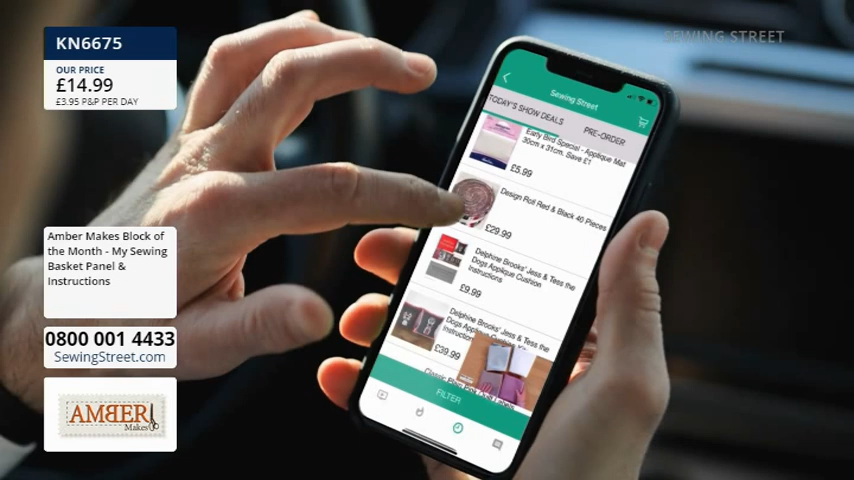 KN6675
OUR PRICE
£14.99
£3.95 P&P PER DAY
SEWING STREET
Sewing Street
TODAY'S SHOW DEALS
PRE-ORDER
Early Bird Special - Applique Mat
30cm x 31cm. Save £1
£5.99
Design Roll Red & Black 40 Pieces
£29.99
Delphine Brooks' Jess & Tess the
Dogs Applique Cushion
Instructions
£9.99
Delphine Brooks' Jess & Tess the
£39.99
FILTER
Amber Makes Block of
the Month - My Sewing
Basket Panel &
Instructions
0800 001 4433
SewingStreet.com
AMBER
Makes